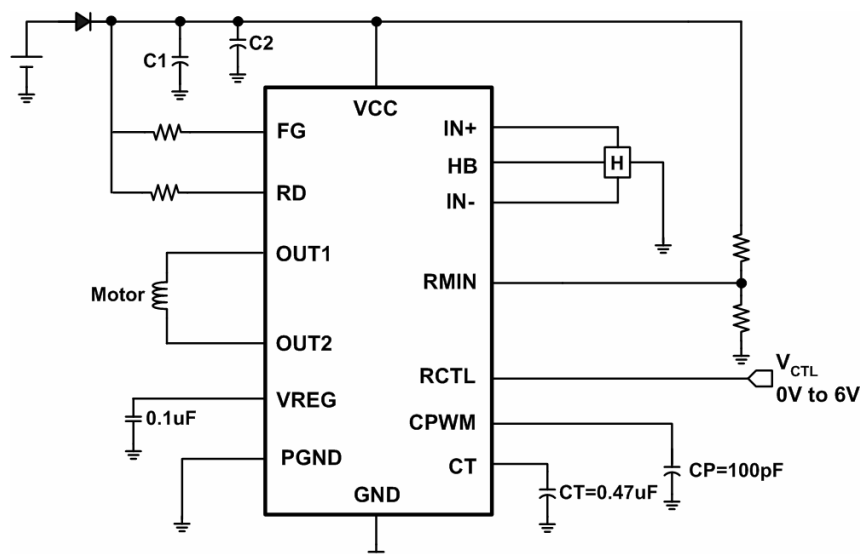 C1
C2
VCC
FG
RD
OUT1
OUT2
VREG
PGND
GND
IN+
HB
IN-
RMIN
RCTL
CPWM
CT
H
Motor
0.1uF
VCTL
0V to 6V
CP=100pF
CT=0.47uF